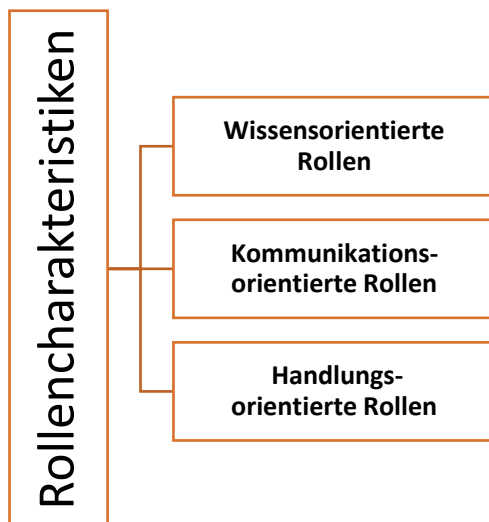 Rollencharakteristiken
Wissensorientierte
Rollen
Kommunikations-
orientierte Rollen
Handlungs-
orientierte Rollen